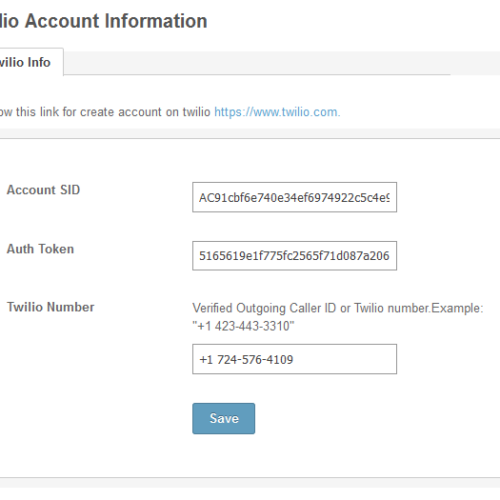 lio Account Information
wilio Info
ow this link for create account on twilio https://www.twilio.com.
Account SID
AC91cbf6e740e34ef6974922c5c4e9
Auth Token
5165619e1f775fc2565f71d087a206
Twilio Number
Verified Outgoing Caller ID or Twilio number.Example:
"+1 423-443-3310"
+1 724-576-4109
Save